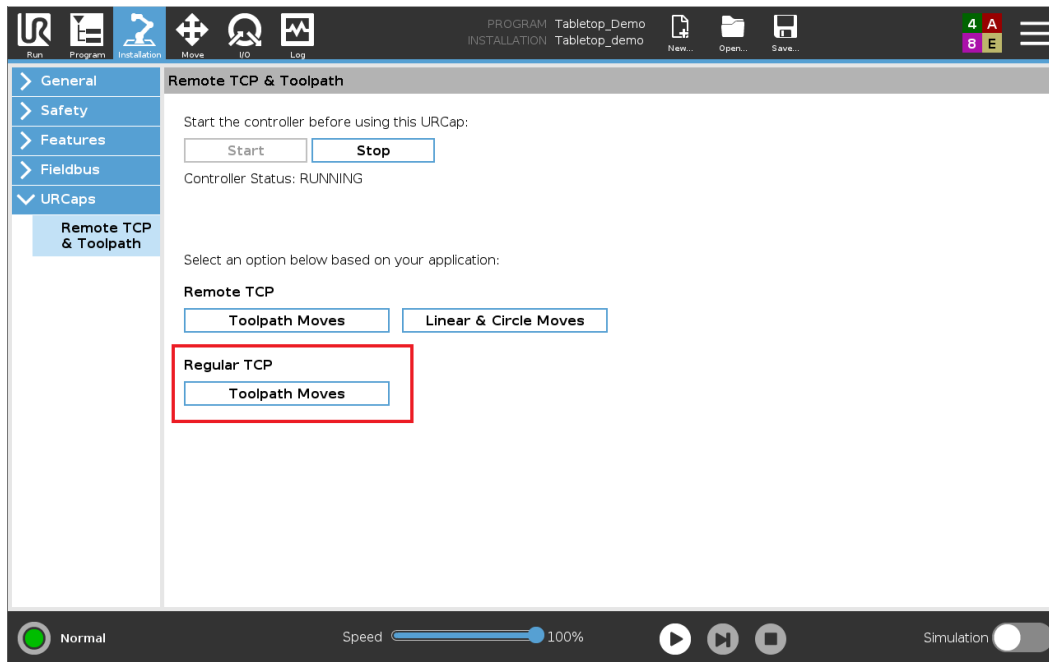 UR
Run
Program
Installation
Move
I/O
Log
PROGRAM Tabletop_Demo
INSTALLATION Tabletop_demo
New...
Open...
Save...
4 A
8 E
General
Safety
Features
Fieldbus
URCaps
Remote TCP
& Toolpath
Remote TCP & Toolpath
Start the controller before using this URCap:
Start Stop
Controller Status: RUNNING
Select an option below based on your application:
Remote TCP
Toolpath Moves Linear & Circle Moves
Regular TCP
Toolpath Moves
Normal
Speed 100%
Simulation